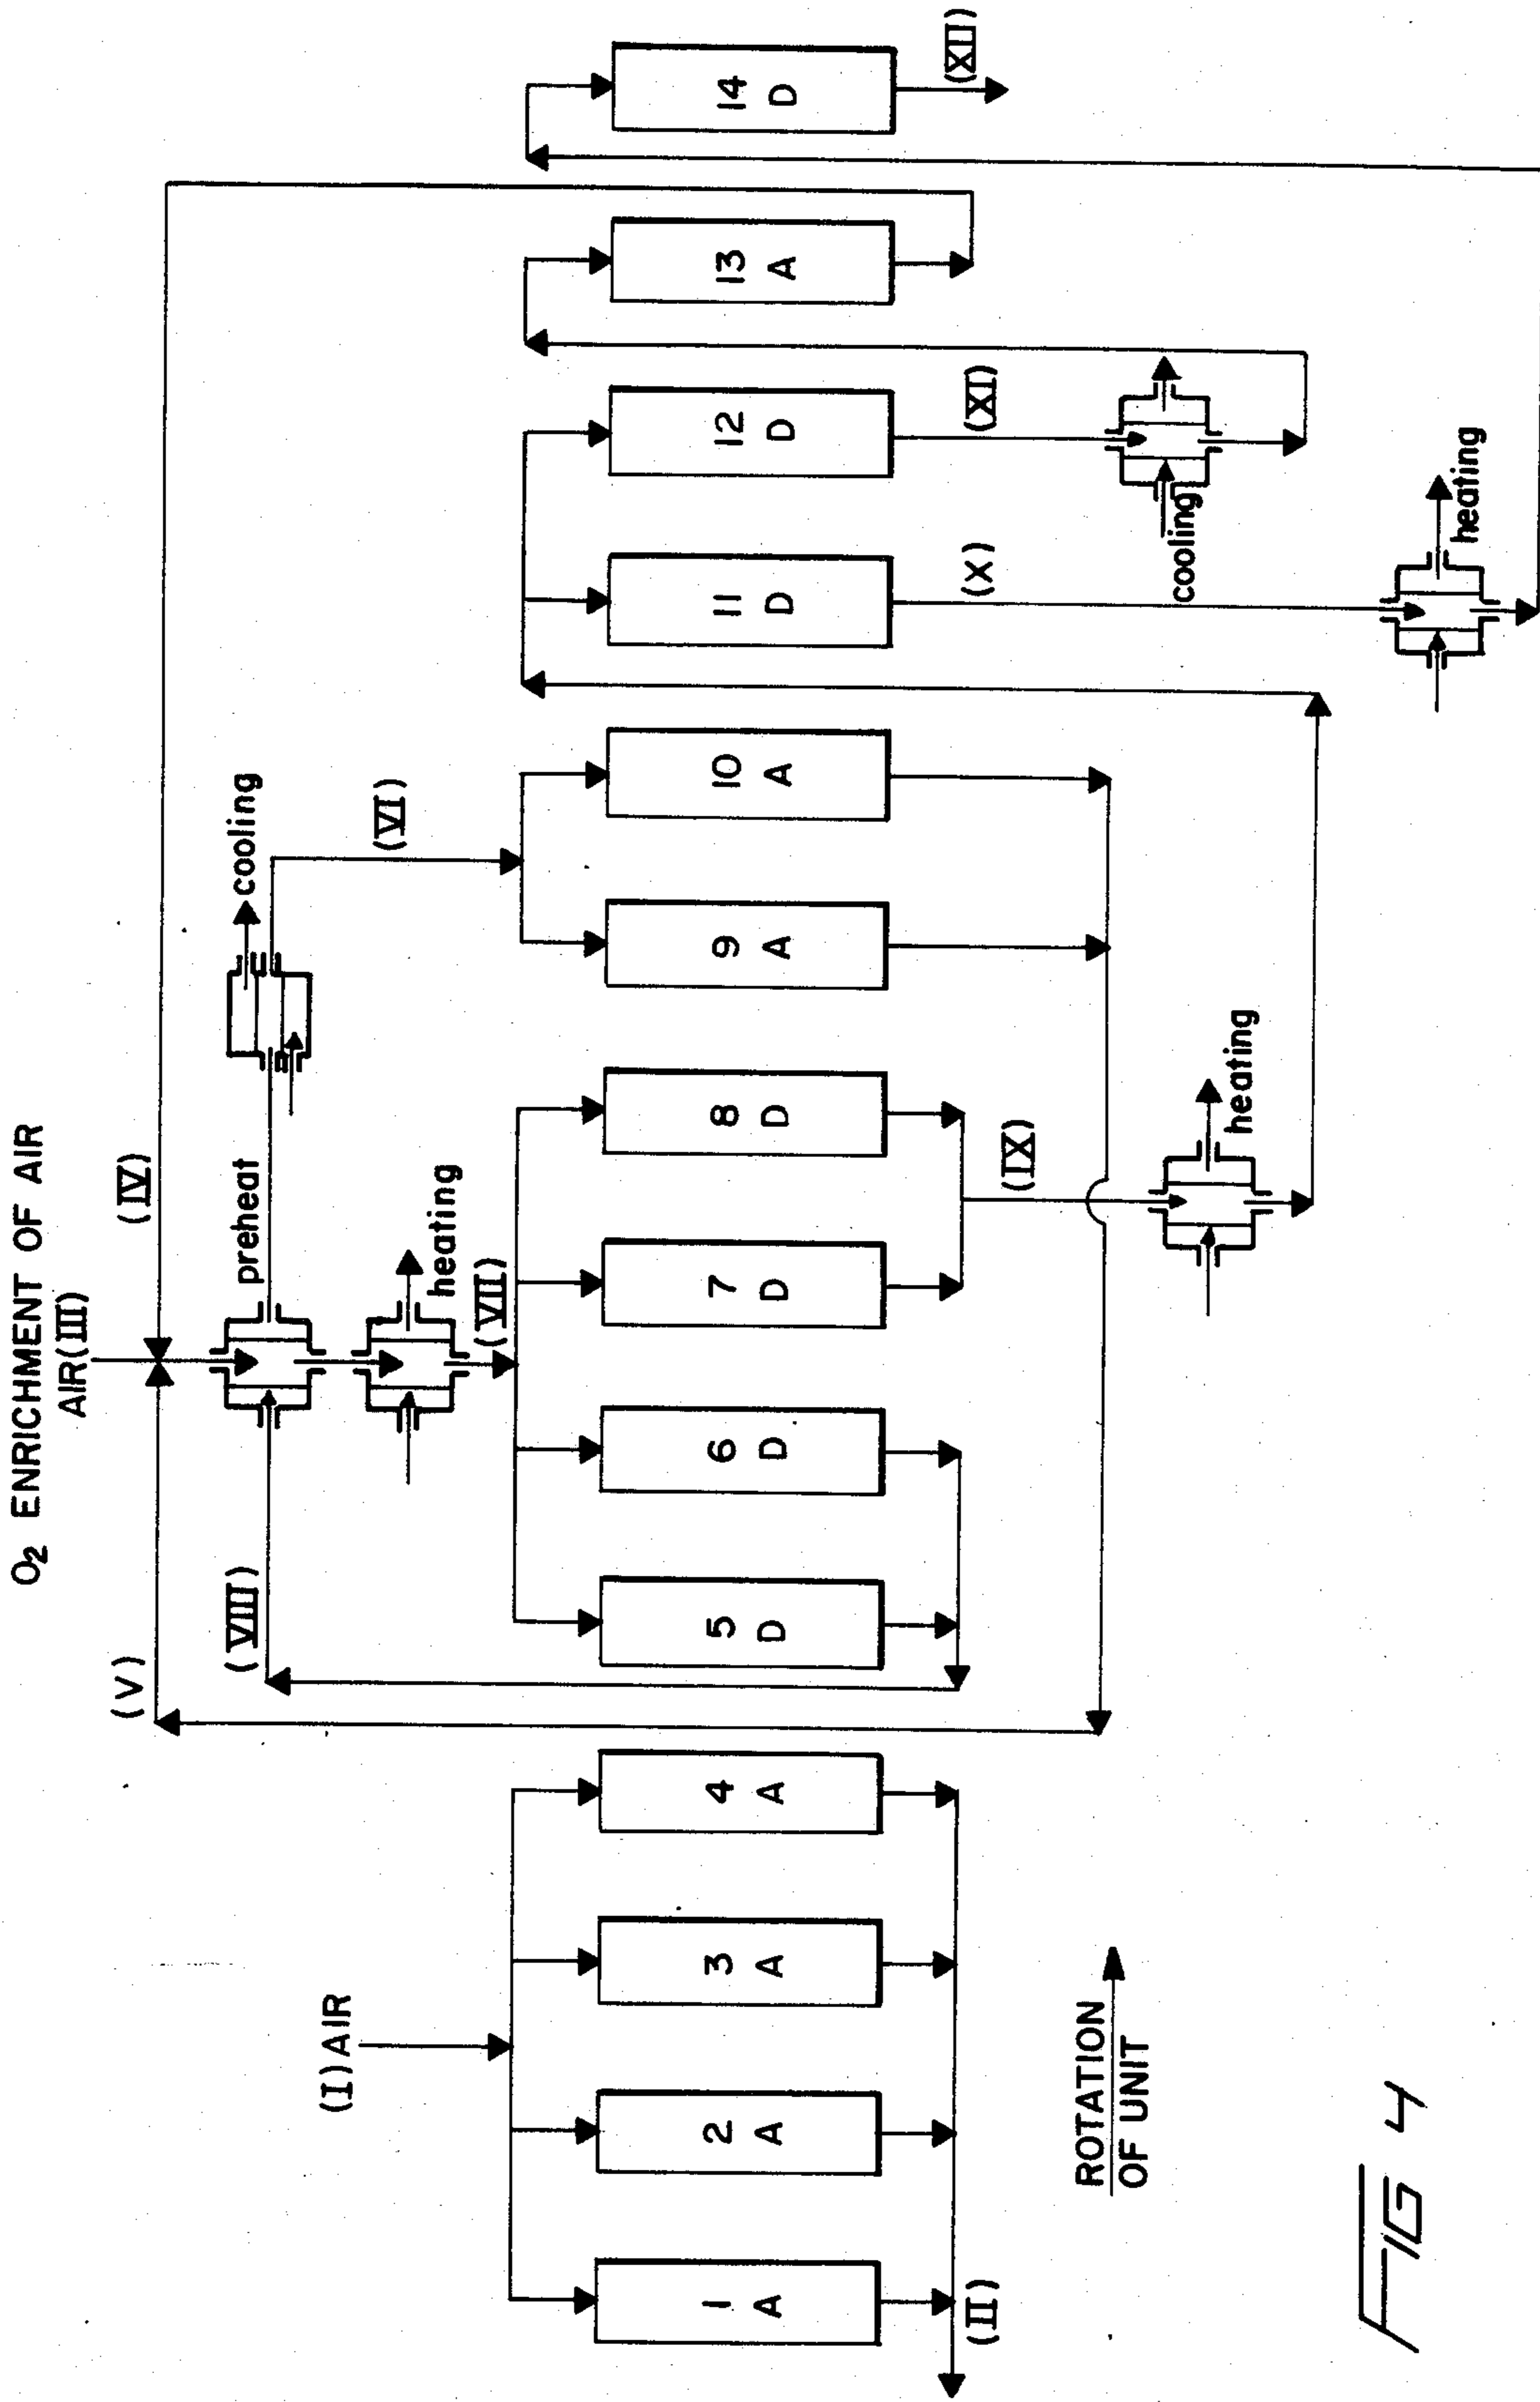 O2 ENRICHMENT OF AIR
AIR(III)
(IV)
(V)
preheat
cooling
(VIII)
heating
(VI)
(VII)
(I) AIR
1
A
2
A
3
A
4
A
5
D
6
D
7
D
8
D
9
A
10
A
11
D
12
D
13
A
14
D
(II)
(IX)
(X)
(XI)
(XII)
heating
cooling
heating
ROTATION
OF UNIT
FIG 4